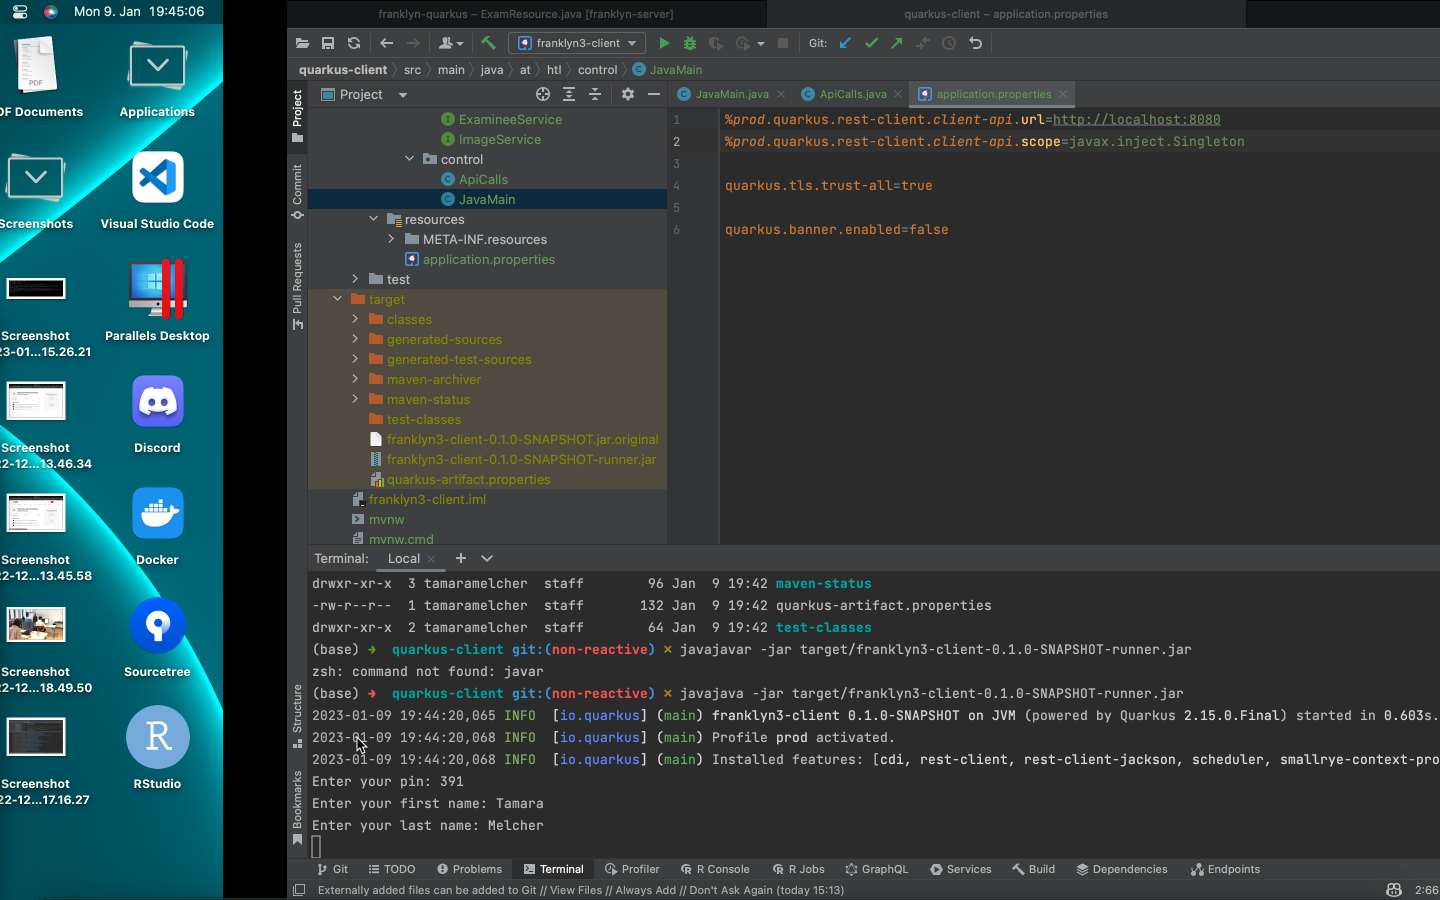 Mon 9. Jan 19:45:06
DF Documents
Applications
Screenshots
Visual Studio Code
Screenshot
23-01...15.26.21
Parallels Desktop
Screenshot
22-12...13.46.34
Discord
Screenshot
22-12...13.45.58
Docker
Screenshot
22-12...18.49.50
Sourcetree
Screenshot
22-12...17.16.27
RStudio
PDF
R
franklyn-quarkus – ExamResource.java [franklyn-server]
quarkus-client – application.properties
franklyn3-client
Git:
quarkus-client
src
main
java
at
htl
control
JavaMain
Project
Commit
Pull Requests
Structure
Bookmarks
Project
JavaMain.java
ApiCalls.java
application.properties
ExamineeService
ImageService
control
ApiCalls
JavaMain
resources
META-INF.resources
application.properties
test
target
classes
generated-sources
generated-test-sources
maven-archiver
maven-status
test-classes
franklyn3-client-0.1.0-SNAPSHOT.jar.original
franklyn3-client-0.1.0-SNAPSHOT-runner.jar
quarkus-artifact.properties
franklyn3-client.iml
mvnw
mvnw.cmd
1 %prod.quarkus.rest-client.client-api.url=http://localhost:8080
2 %prod.quarkus.rest-client.client-api.scope=javax.inject.Singleton
3
4 quarkus.tls.trust-all=true
5
6 quarkus.banner.enabled=false
Terminal: Local
drwxr-xr-x 3 tamaramelcher staff 96 Jan 9 19:42 maven-status
-rw-r--r-- 1 tamaramelcher staff 132 Jan 9 19:42 quarkus-artifact.properties
drwxr-xr-x 2 tamaramelcher staff 64 Jan 9 19:42 test-classes
(base) ➜ quarkus-client git:(non-reactive) ✗ javajavar -jar target/franklyn3-client-0.1.0-SNAPSHOT-runner.jar
zsh: command not found: javar
(base) ➜ quarkus-client git:(non-reactive) ✗ javajava -jar target/franklyn3-client-0.1.0-SNAPSHOT-runner.jar
2023-01-09 19:44:20,065 INFO [io.quarkus] (main) franklyn3-client 0.1.0-SNAPSHOT on JVM (powered by Quarkus 2.15.0.Final) started in 0.603s.
2023-01-09 19:44:20,068 INFO [io.quarkus] (main) Profile prod activated.
2023-01-09 19:44:20,068 INFO [io.quarkus] (main) Installed features: [cdi, rest-client, rest-client-jackson, scheduler, smallrye-context-pro
Enter your pin: 391
Enter your first name: Tamara
Enter your last name: Melcher
Git
TODO
Problems
Terminal
Profiler
R Console
R Jobs
GraphQL
Services
Build
Dependencies
Endpoints
Externally added files can be added to Git // View Files // Always Add // Don't Ask Again (today 15:13)
2:66